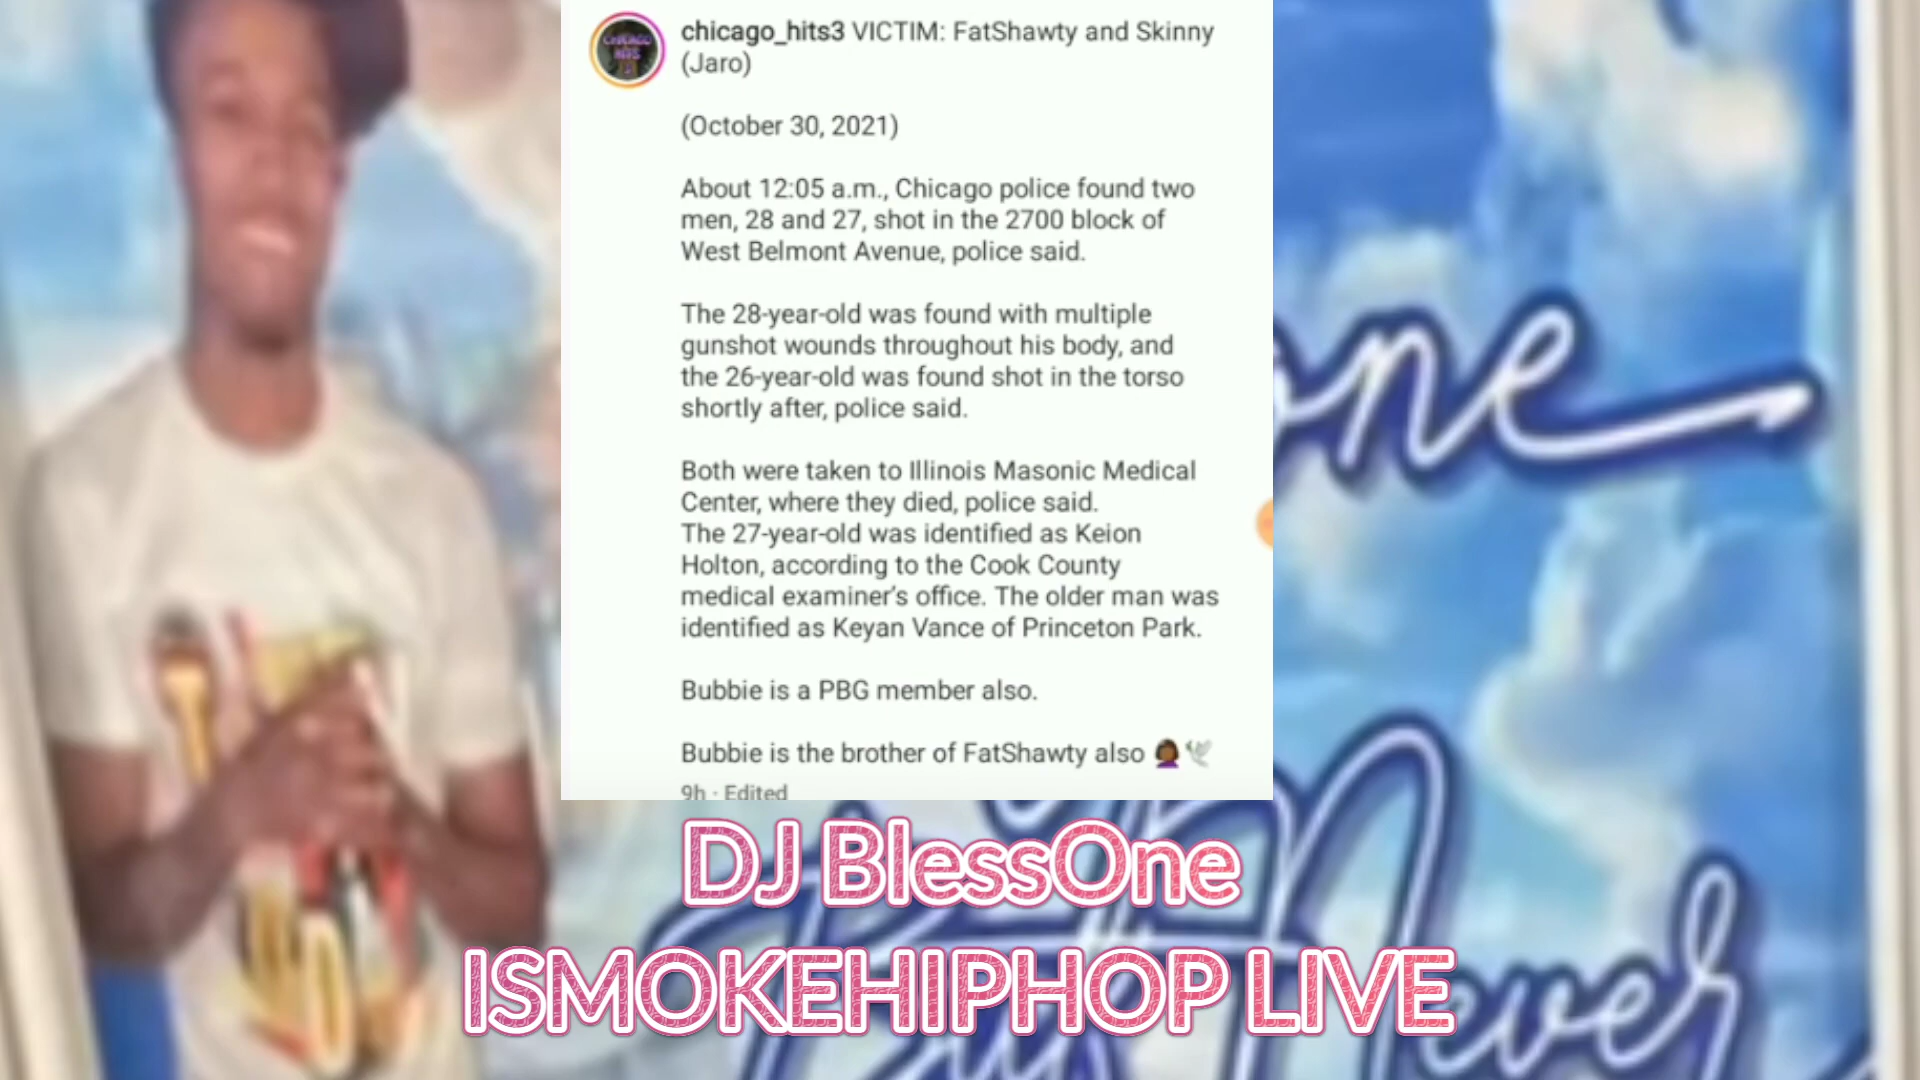 chicago_hits3 VICTIM: FatShawty and Skinny
(Jaro)
(October 30, 2021)
About 12:05 a.m., Chicago police found two
men, 28 and 27, shot in the 2700 block of
West Belmont Avenue, police said.
The 28-year-old was found with multiple
gunshot wounds throughout his body, and
the 26-year-old was found shot in the torso
shortly after, police said.
Both were taken to Illinois Masonic Medical
Center, where they died, police said.
The 27-year-old was identified as Keion
Holton, according to the Cook County
medical examiner's office. The older man was
identified as Keyan Vance of Princeton Park.
Bubbie is a PBG member also.
Bubbie is the brother of FatShawty also 🤦🏾‍♀️🕊
9h · Edited
one
But Never
DJ BlessOne
ISMOKEHIPHOP LIVE